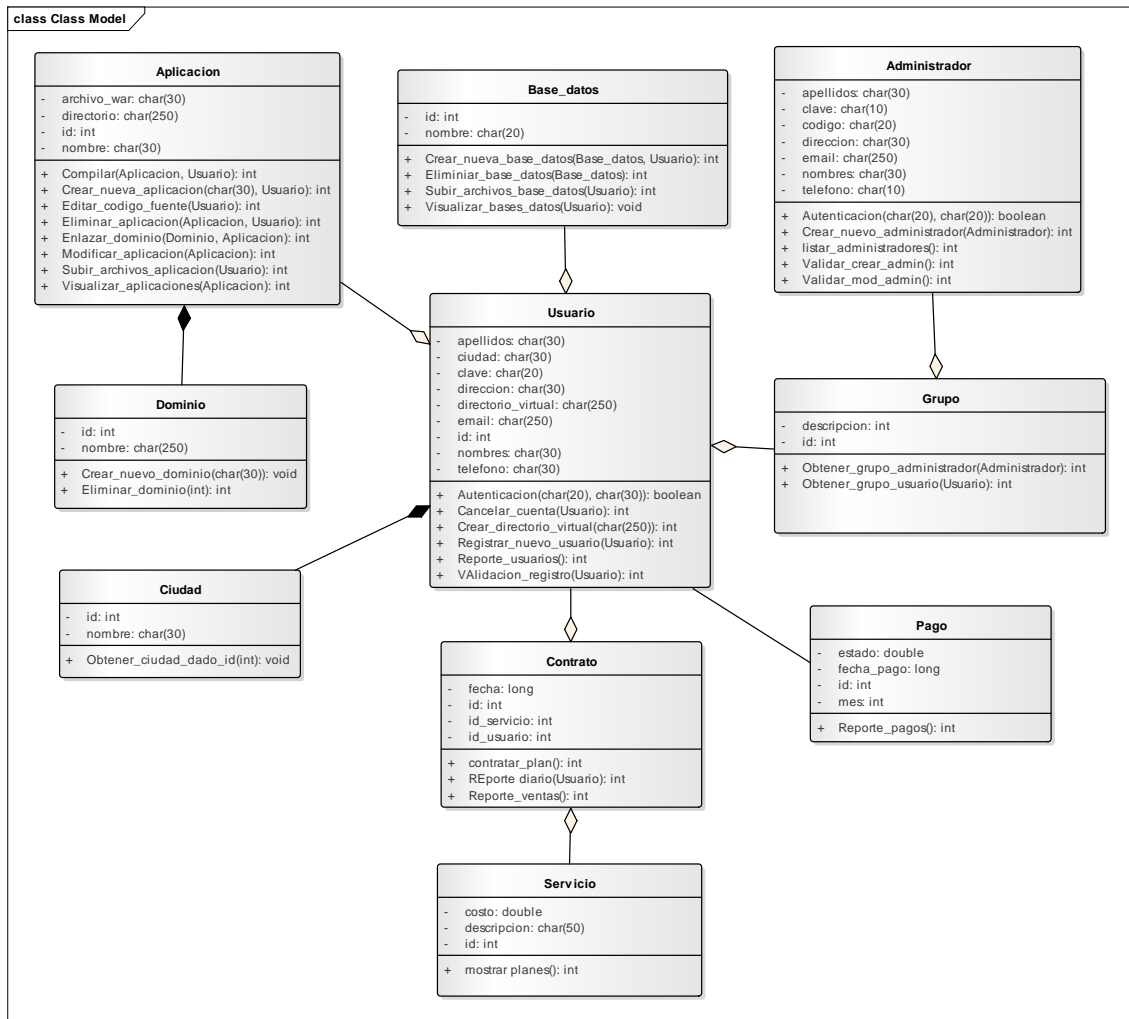 class Class Model
Aplicacion
- archivo_war: char(30)
- directorio: char(250)
- id: int
- nombre: char(30)
+ Compilar(Aplicacion, Usuario): int
+ Crear_nueva_aplicacion(char(30), Usuario): int
+ Editar_codigo_fuente(Usuario): int
+ Eliminar_aplicacion(Aplicacion, Usuario): int
+ Enlazar_dominio(Dominio, Aplicacion): int
+ Modificar_aplicacion(Aplicacion): int
+ Subir_archivos_aplicacion(Usuario): int
+ Visualizar_aplicaciones(Aplicacion): int
Base_datos
- id: int
- nombre: char(20)
+ Crear_nueva_base_datos(Base_datos, Usuario): int
+ Eliminiar_base_datos(Base_datos): int
+ Subir_archivos_base_datos(Usuario): int
+ Visualizar_bases_datos(Usuario): void
Administrador
- apellidos: char(30)
- clave: char(10)
- codigo: char(20)
- direccion: char(30)
- email: char(250)
- nombres: char(30)
- telefono: char(10)
+ Autenticacion(char(20), char(20)): boolean
+ Crear_nuevo_administrador(Administrador): int
+ listar_administradores(): int
+ Validar_crear_admin(): int
+ Validar_mod_admin(): int
Usuario
- apellidos: char(30)
- ciudad: char(30)
- clave: char(20)
- direccion: char(30)
- directorio_virtual: char(250)
- email: char(250)
- id: int
- nombres: char(30)
- telefono: char(30)
+ Autenticacion(char(20), char(30)): boolean
+ Cancelar_cuenta(Usuario): int
+ Crear_directorio_virtual(char(250)): int
+ Registrar_nuevo_usuario(Usuario): int
+ Reporte_usuarios(): int
+ VAlidacion_registro(Usuario): int
Dominio
- id: int
- nombre: char(250)
+ Crear_nuevo_dominio(char(30)): void
+ Eliminar_dominio(int): int
Grupo
- descripcion: int
- id: int
+ Obtener_grupo_administrador(Administrador): int
+ Obtener_grupo_usuario(Usuario): int
Ciudad
- id: int
- nombre: char(30)
+ Obtener_ciudad_dado_id(int): void
Pago
- estado: double
- fecha_pago: long
- id: int
- mes: int
+ Reporte_pagos(): int
Contrato
- fecha: long
- id: int
- id_servicio: int
- id_usuario: int
+ contratar_plan(): int
+ REporte diario(Usuario): int
+ Reporte_ventas(): int
Servicio
- costo: double
- descripcion: char(50)
- id: int
+ mostrar planes(): int